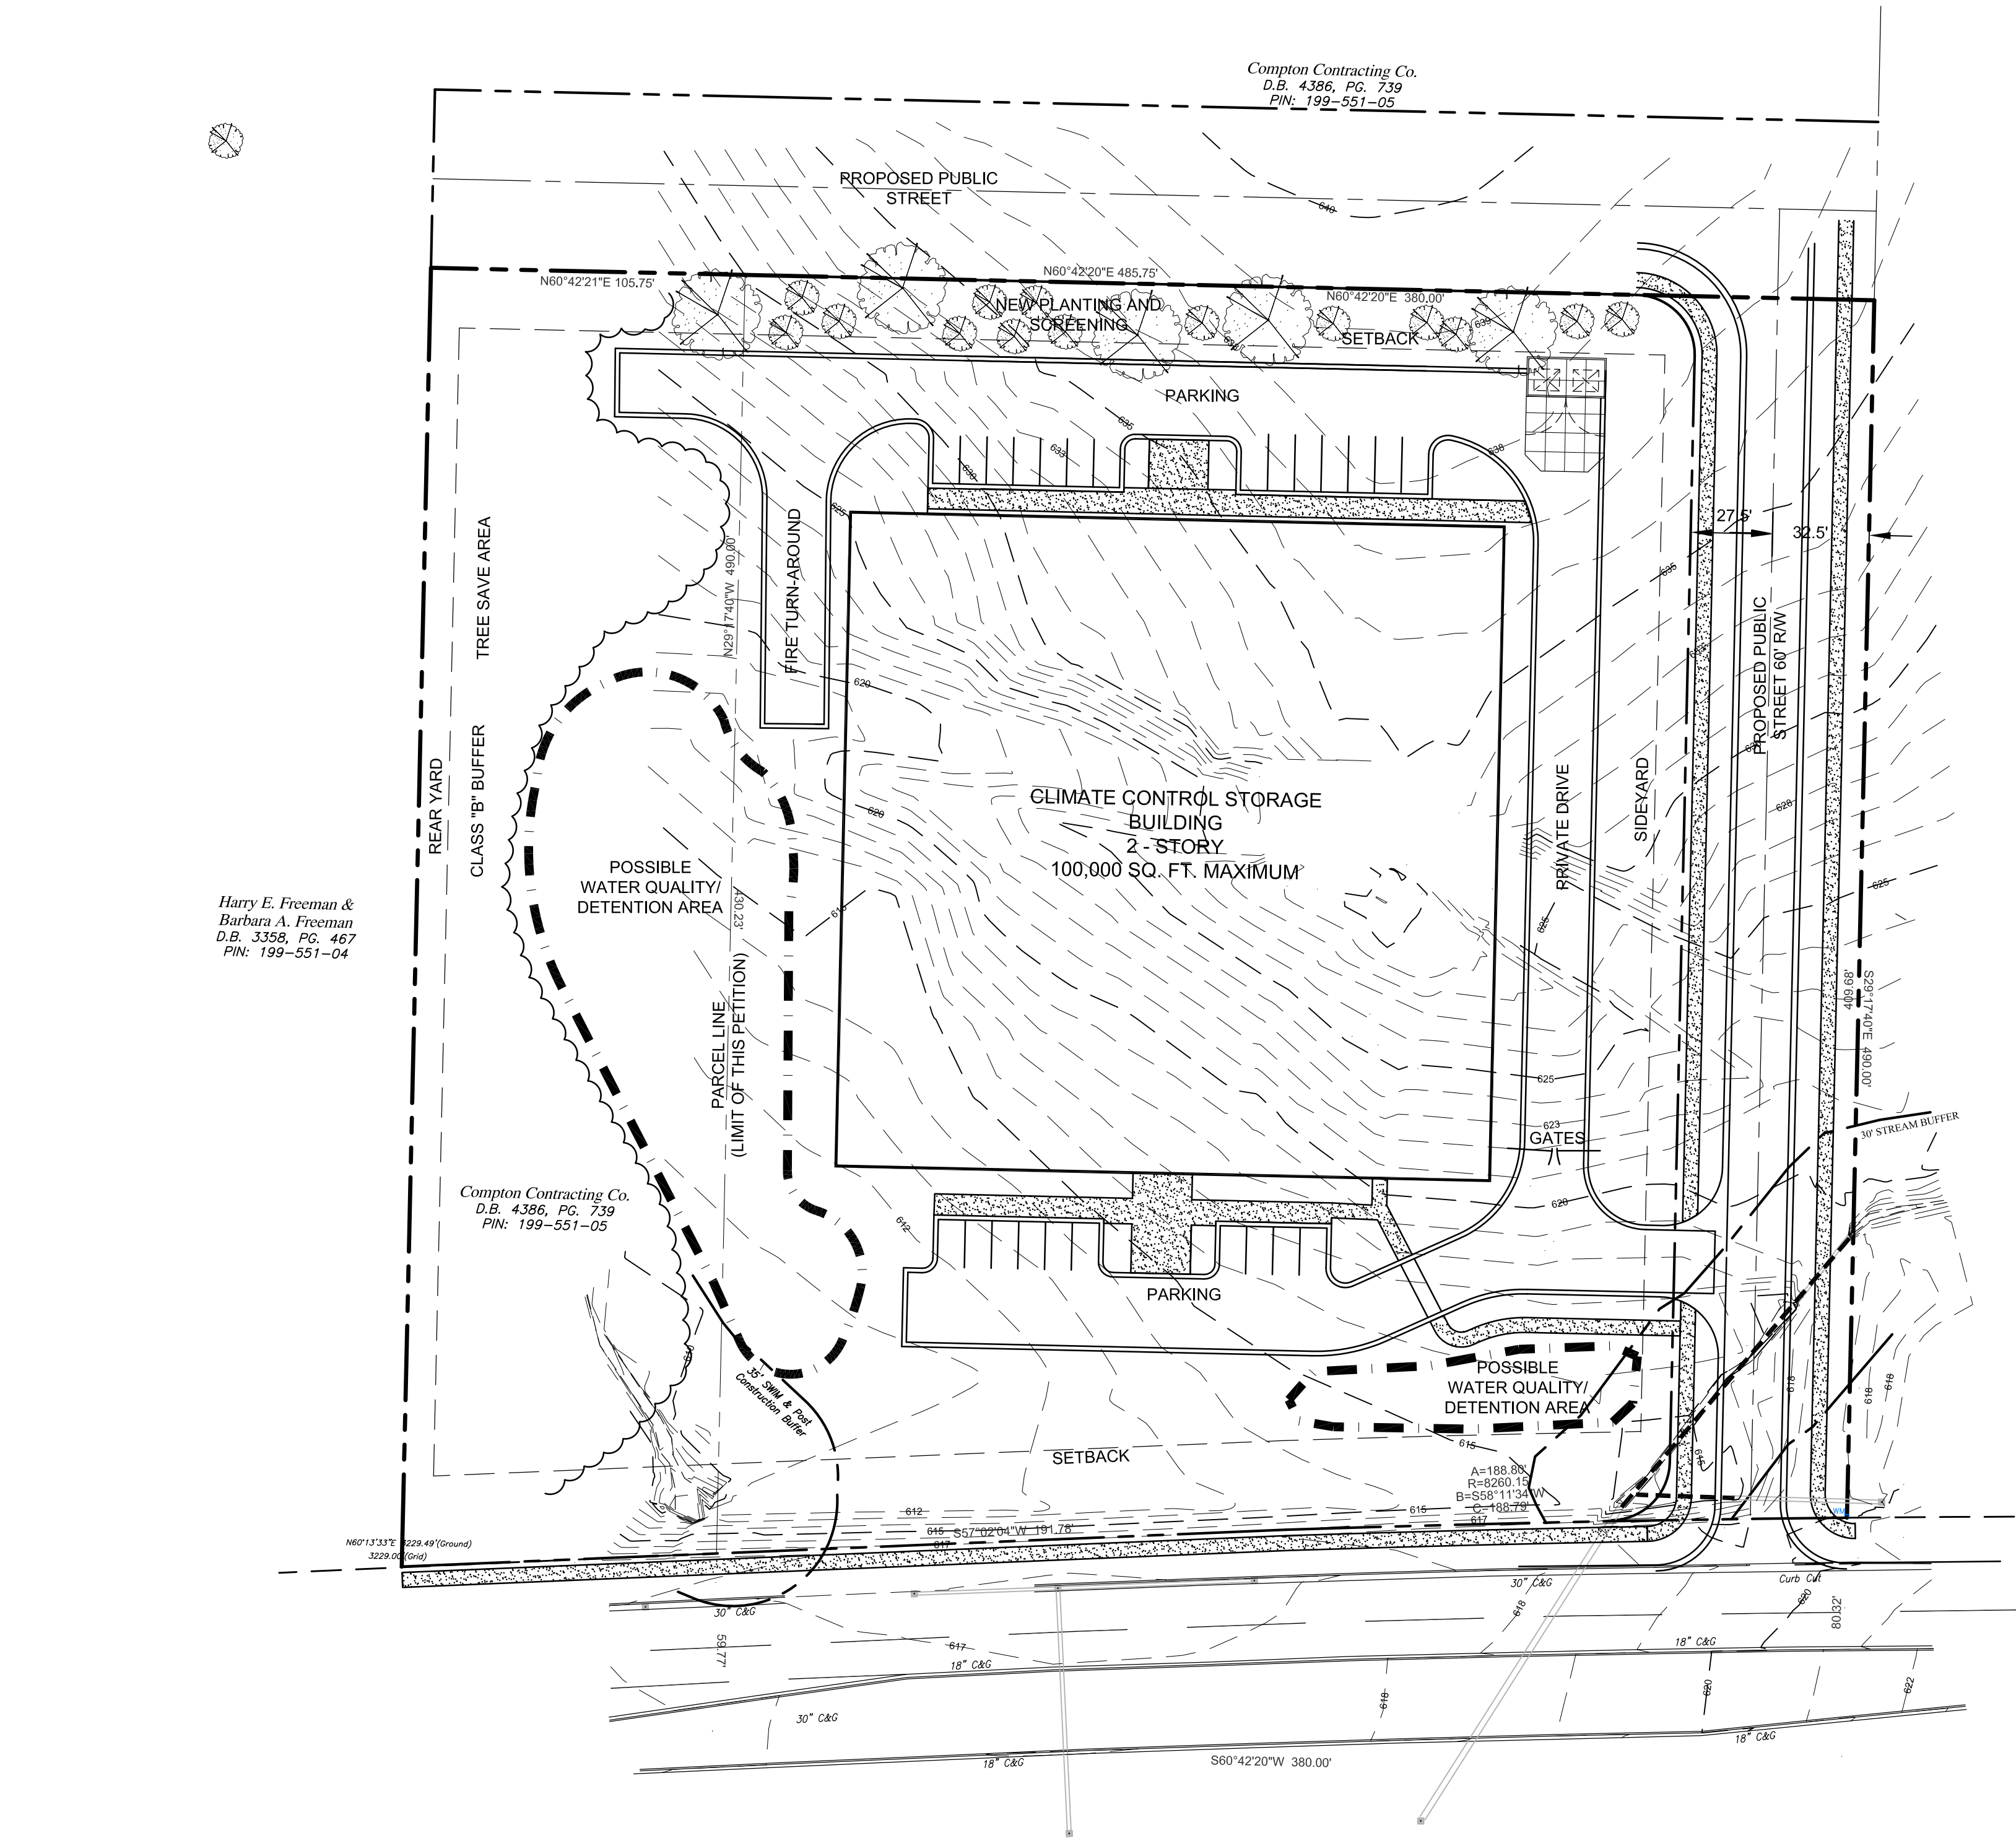 Compton Contracting Co.
D.B. 4386, PG. 739
PIN: 199-551-05
PROPOSED PUBLIC
STREET
640
N60°42'21"E 105.75'
N60°42'20"E 485.75'
N60°42'20"E 380.00'
NEW PLANTING AND
SCREENING
SETBACK
639
PARKING
635
633
630
638
625
27.5'
32.5'
635
TREE SAVE AREA
N29°17'40"W 490.00'
FIRE TURN-AROUND
PROPOSED PUBLIC
STREET 60' R/W
620
REAR YARD
CLASS "B" BUFFER
CLIMATE CONTROL STORAGE
BUILDING
2 - STORY
100,000 SQ. FT. MAXIMUM
PRIVATE DRIVE
SIDEYARD
628
620
POSSIBLE
WATER QUALITY/
DETENTION AREA
430.23'
625
625
Harry E. Freeman &
Barbara A. Freeman
D.B. 3358, PG. 467
PIN: 199-551-04
PARCEL LINE
(LIMIT OF THIS PETITION)
409.68'
S29°17'40"E 490.00'
625
623
GATES
30' STREAM BUFFER
Compton Contracting Co.
D.B. 4386, PG. 739
PIN: 199-551-05
620
612
PARKING
610
35' SWIM & Post
Construction Buffer
POSSIBLE
WATER QUALITY/
DETENTION AREA
618
619
618
615
615
SETBACK
A=188.80'
R=8260.15'
B=S58°11'34"W
C=188.79'
612
615
617
WM
615
617
S57°02'04"W 191.78'
N60°13'33"E 3229.49'(Ground)
3229.00'(Grid)
30" C&G
Curb Cut
30" C&G
618
620
80.32'
59.77'
617
18" C&G
18" C&G
618
620
622
30" C&G
18" C&G
S60°42'20"W 380.00'
18" C&G